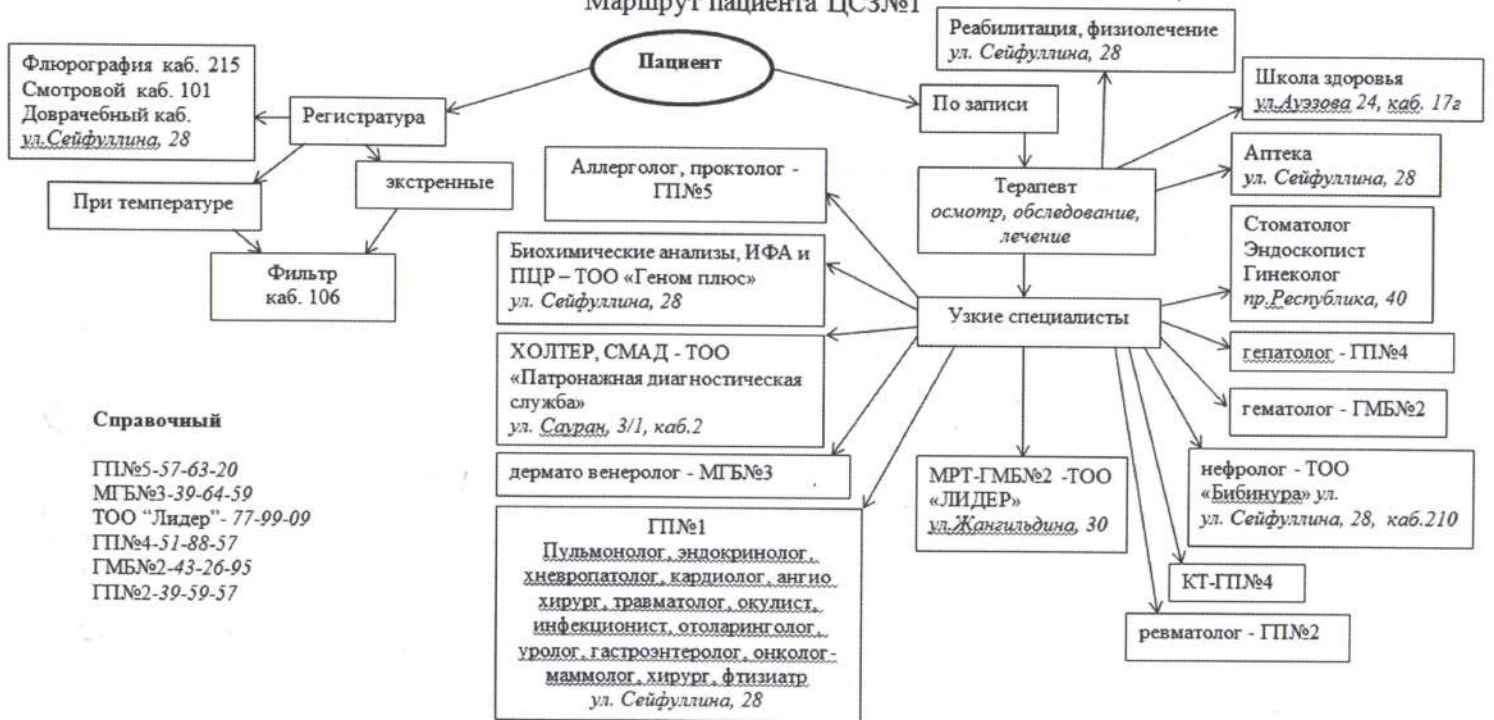 Маршрут пациента ЦСЗ№1
Пациент
Флюрография каб. 215
Смотровой каб. 101
Доврачебный каб.
ул.Сейфуллина, 28
Регистратура
При температуре
экстренные
Фильтр
каб. 106
По записи
Реабилитация, физиолечение
ул. Сейфуллина, 28
Школа здоровья
ул.Ауэзова 24, каб. 17г
Терапевт
осмотр, обследование,
лечение
Аптека
ул. Сейфуллина, 28
Аллерголог, проктолог -
ГП№5
Биохимические анализы, ИФА и
ПЦР – ТОО «Геном плюс»
ул. Сейфуллина, 28
Узкие специалисты
Стоматолог
Эндоскопист
Гинеколог
пр.Республика, 40
ХОЛТЕР, СМАД - ТОО
«Патронажная диагностическая
служба»
ул. Сауран, 3/1, каб.2
гепатолог - ГП№4
гематолог - ГМБ№2
дермато венеролог - МГБ№3
МРТ-ГМБ№2 -ТОО
«ЛИДЕР»
ул.Жангильдина, 30
нефролог - ТОО
«Бибинура» ул.
ул. Сейфуллина, 28, каб.210
ГП№1
Пульмонолог, эндокринолог,
хневропатолог, кардиолог, ангио
хирург, травматолог, окулист,
инфекционист, отоларинголог,
уролог, гастроэнтеролог, онколог-
маммолог, хирург, фтизиатр
ул. Сейфуллина, 28
КТ-ГП№4
ревматолог - ГП№2
Справочный
ГП№5-57-63-20
МГБ№3-39-64-59
ТОО “Лидер”- 77-99-09
ГП№4-51-88-57
ГМБ№2-43-26-95
ГП№2-39-59-57